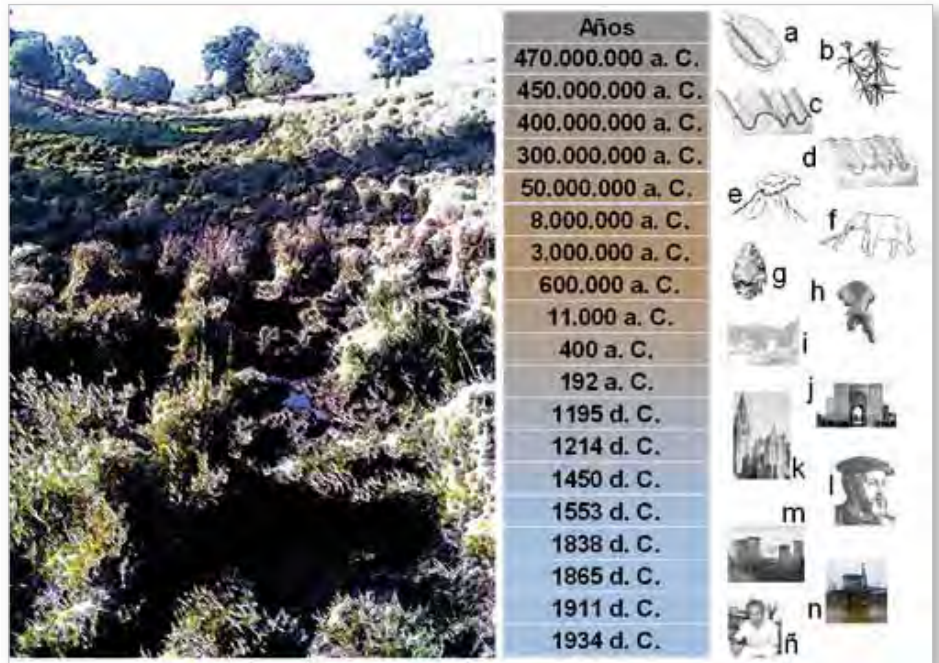 Años
470.000.000 a. C.
450.000.000 a. C.
400.000.000 a. C.
300.000.000 a. C.
50.000.000 a. C.
8.000.000 a. C.
3.000.000 a. C.
600.000 a. C.
11.000 a. C.
400 a. C.
192 a. C.
1195 d. C.
1214 d. C.
1450 d. C.
1553 d. C.
1838 d. C.
1865 d. C.
1911 d. C.
1934 d. C.
a
b
c
d
e
f
g
h
i
j
k
l
m
n
ñ